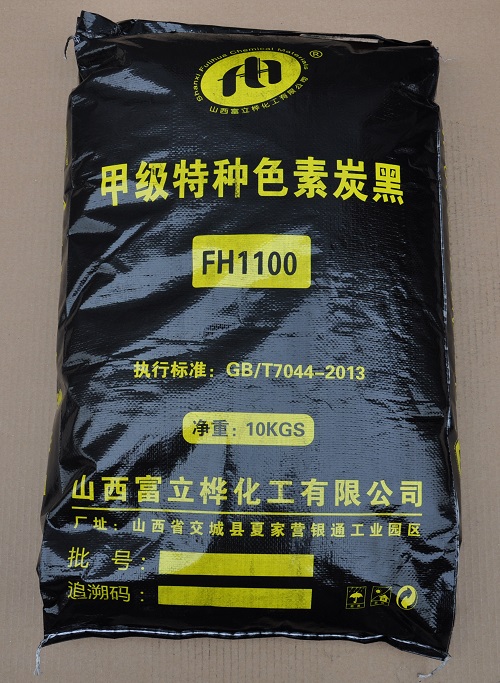 Shanxi Fulihua Chemical Materials
®
山西富立桦化工有限公司
甲级特种色素炭黑
FH1100
执行标准：GB/T7044-2013
净重：10KGS
山西富立桦化工有限公司
厂址：山西省交城县夏家营银通工业园区
批 号：
追溯码：